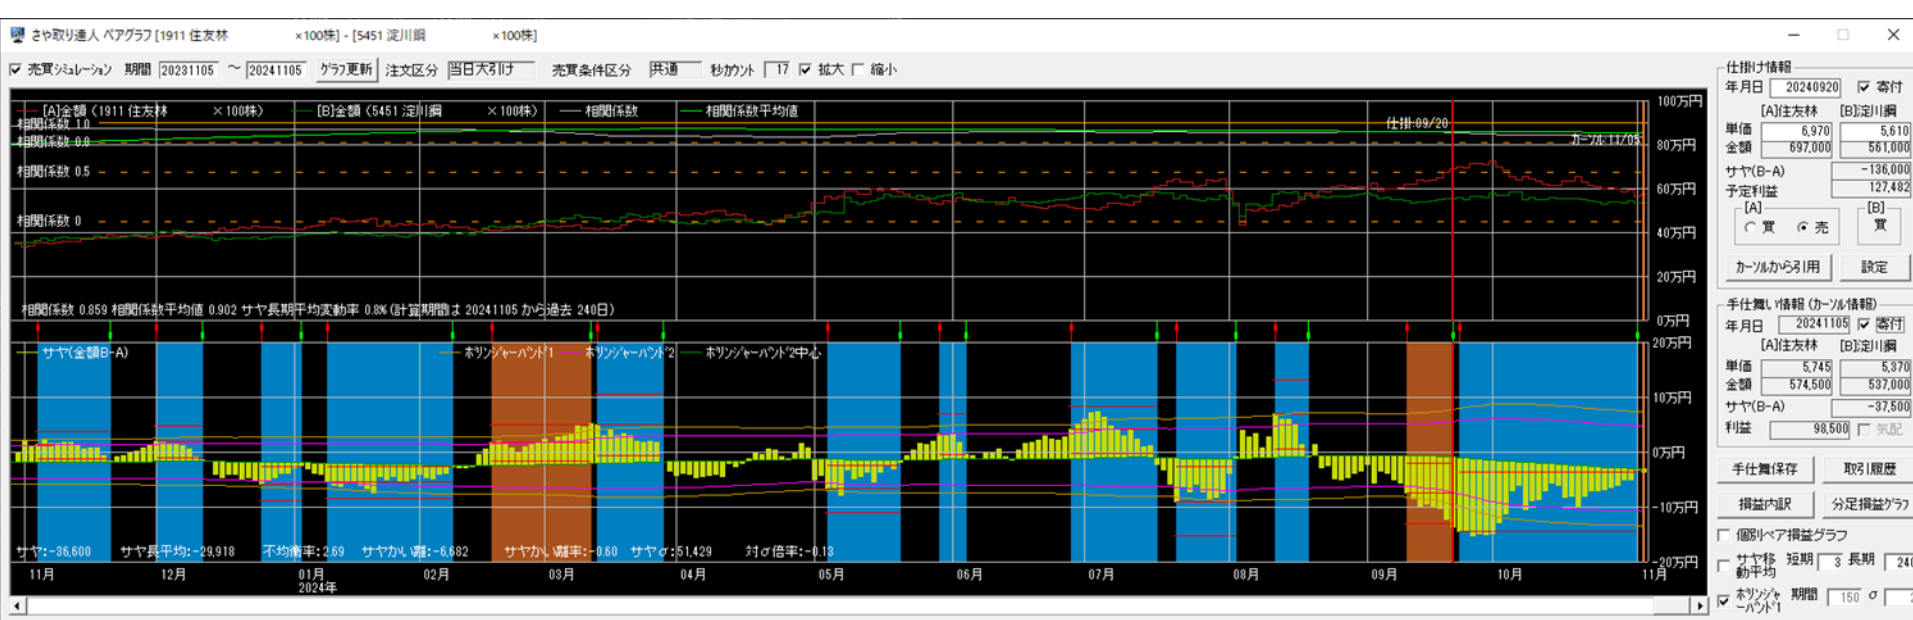 さや取り達人 ペアグラフ [1911 住友林 ×100株] - [5451 淀川鋼 ×100株]
売買シミュレーション 期間 20231105 ～ 20241105 グラフ更新 注文区分 当日大引け 売買条件区分 共通 秒カウント 17 拡大 縮小
[A]金額（1911 住友林 ×100株） [B]金額（5451 淀川鋼 ×100株） 相関係数 相関係数平均値
相関係数 1.0
相関係数 0.8
相関係数 0.5
相関係数 0
仕掛:09/20
カーソル:11/05
100万円
80万円
60万円
40万円
20万円
0万円
相関係数 0.859 相関係数平均値 0.902 サヤ長期平均変動率 0.8% (計算期間は 20241105 から過去 240日)
サヤ(金額B-A) ボリンジャーバンド1 ボリンジャーバンド2 ボリンジャーバンド2中心
20万円
10万円
0万円
-10万円
-20万円
サヤ:-36,600 サヤ長平均:-29,918 不均衡率:2.69 サヤかい離:-6,682 サヤかい離率:-0.60 サヤσ:51,429 対σ倍率:-0.13
11月 12月 01月 02月 03月 04月 05月 06月 07月 08月 09月 10月 11月
2024年
仕掛け情報
年月日 20240920 寄付
[A]住友林 [B]淀川鋼
単価 6,970 5,610
金額 697,000 561,000
サヤ(B-A) -136,000
予定利益 127,482
[A] [B]
買 売 買
カーソルから引用 設定
手仕舞い情報 (カーソル情報)
年月日 20241105 寄付
[A]住友林 [B]淀川鋼
単価 5,745 5,370
金額 574,500 537,000
サヤ(B-A) -37,500
利益 98,500 気配
手仕舞保存 取引履歴
損益内訳 分足損益グラフ
個別ペア損益グラフ
サヤ移動平均 短期 3 長期 240
ボリンジャーバンド1 期間 150 σ 2